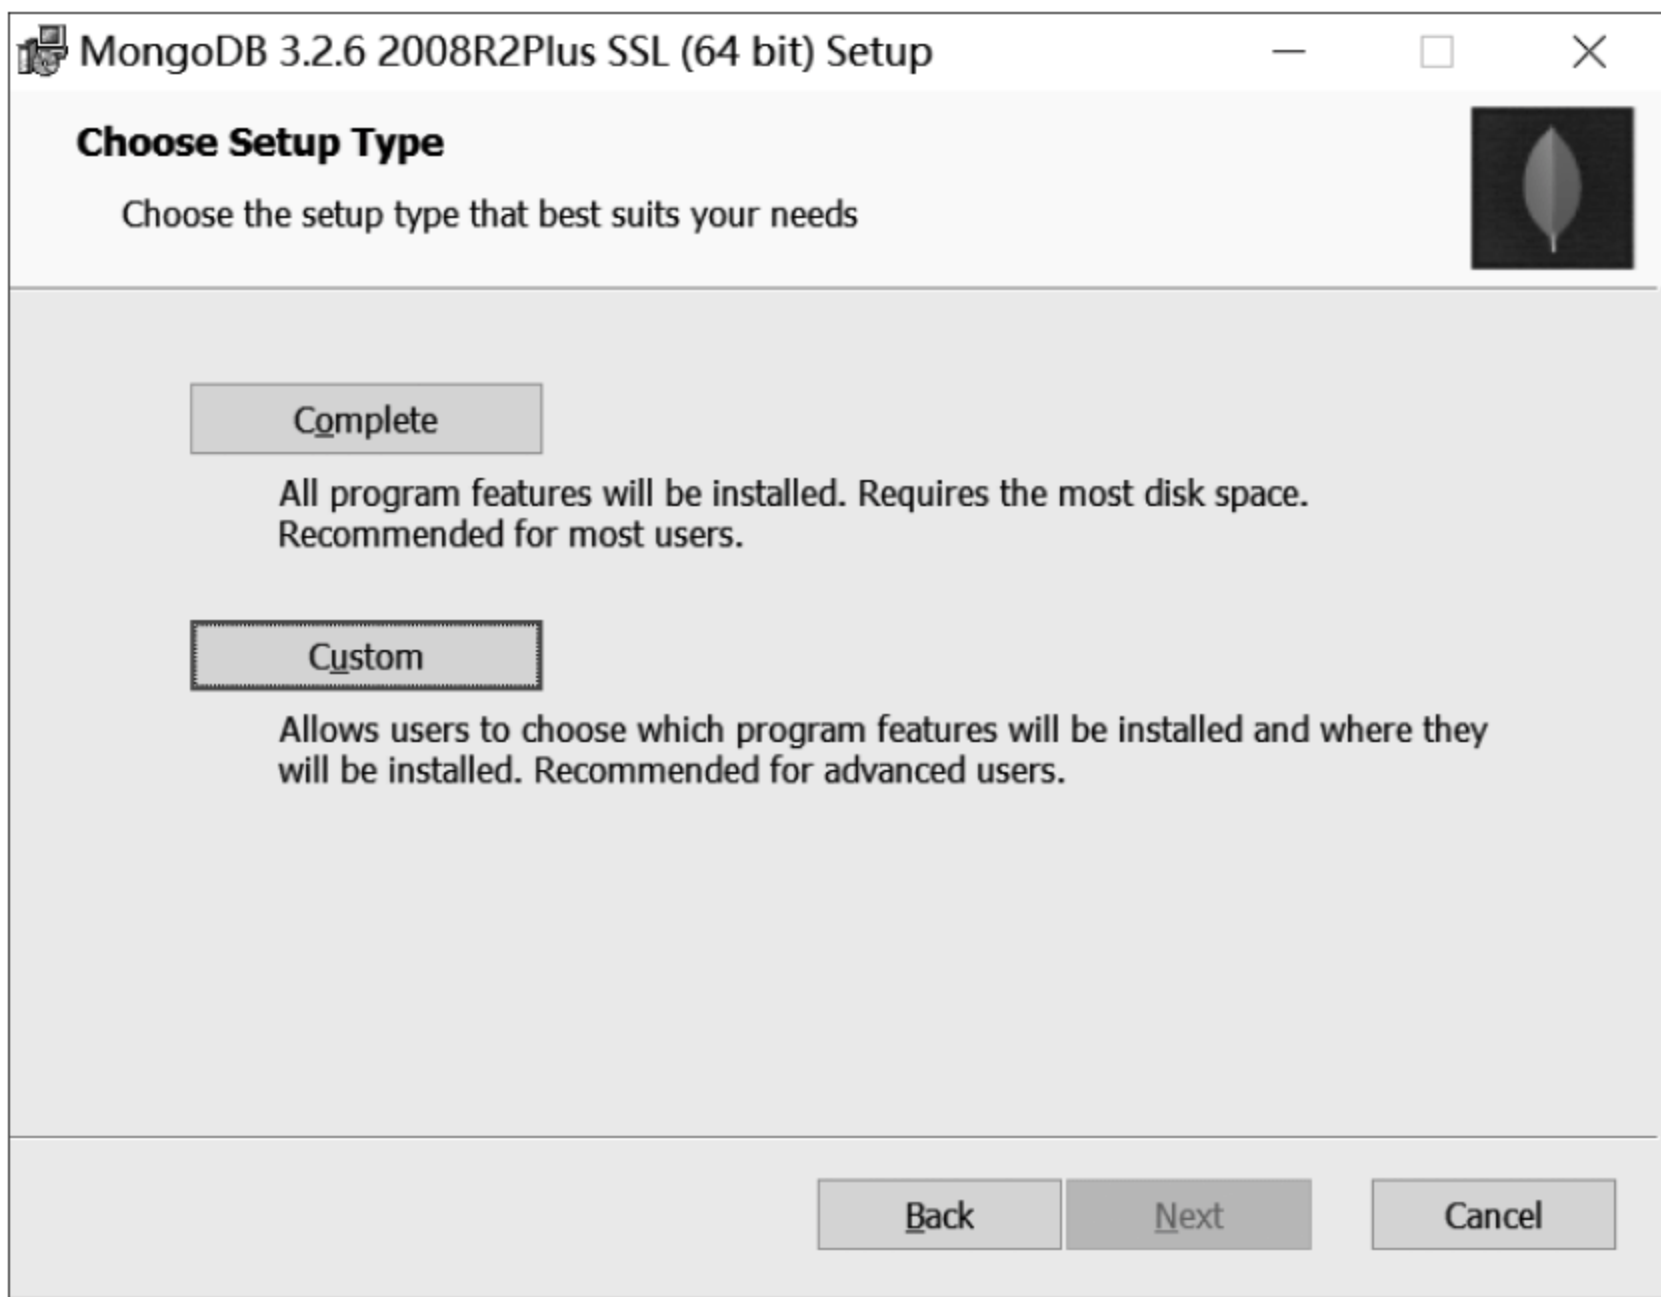 MongoDB 3.2.6 2008R2Plus SSL (64 bit) Setup
Choose Setup Type
Choose the setup type that best suits your needs
Complete
All program features will be installed. Requires the most disk space.
Recommended for most users.
Custom
Allows users to choose which program features will be installed and where they
will be installed. Recommended for advanced users.
Back
Next
Cancel